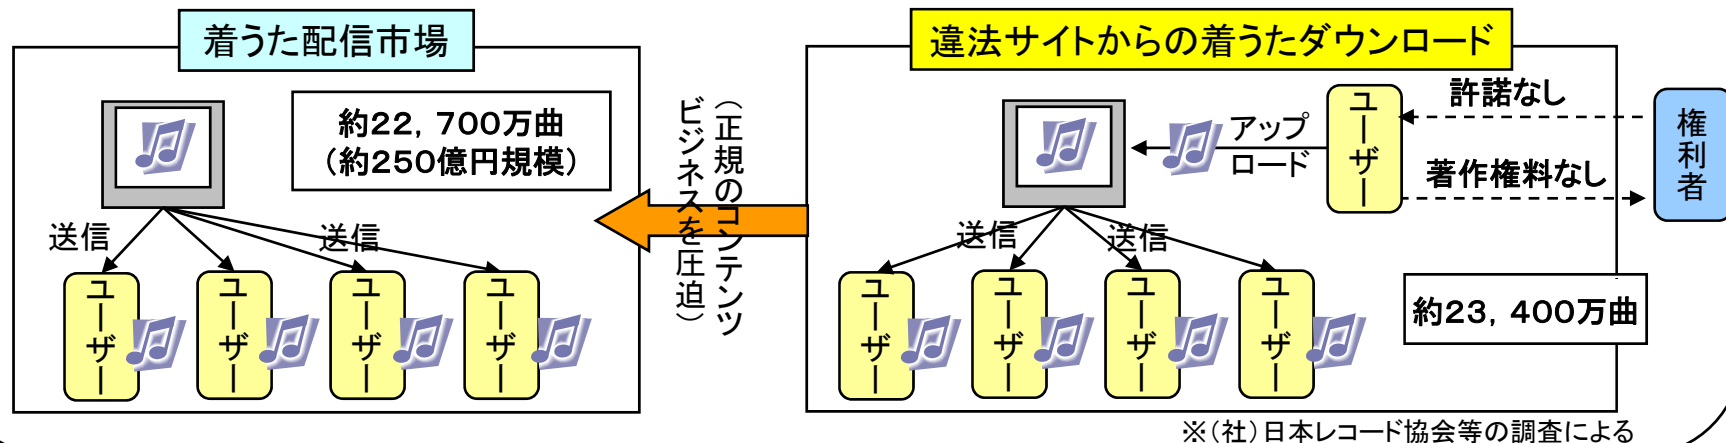 着うた配信市場
約22,700万曲
(約250億円規模)
送信
送信
ユーザー
ユーザー
ユーザー
ユーザー
(正規のコンテンツ
ビジネスを圧迫)
違法サイトからの着うたダウンロード
アップ
ロード
ユーザー
許諾なし
著作権料なし
権利者
送信
送信
ユーザー
ユーザー
ユーザー
ユーザー
約23,400万曲
※(社)日本レコード協会等の調査による